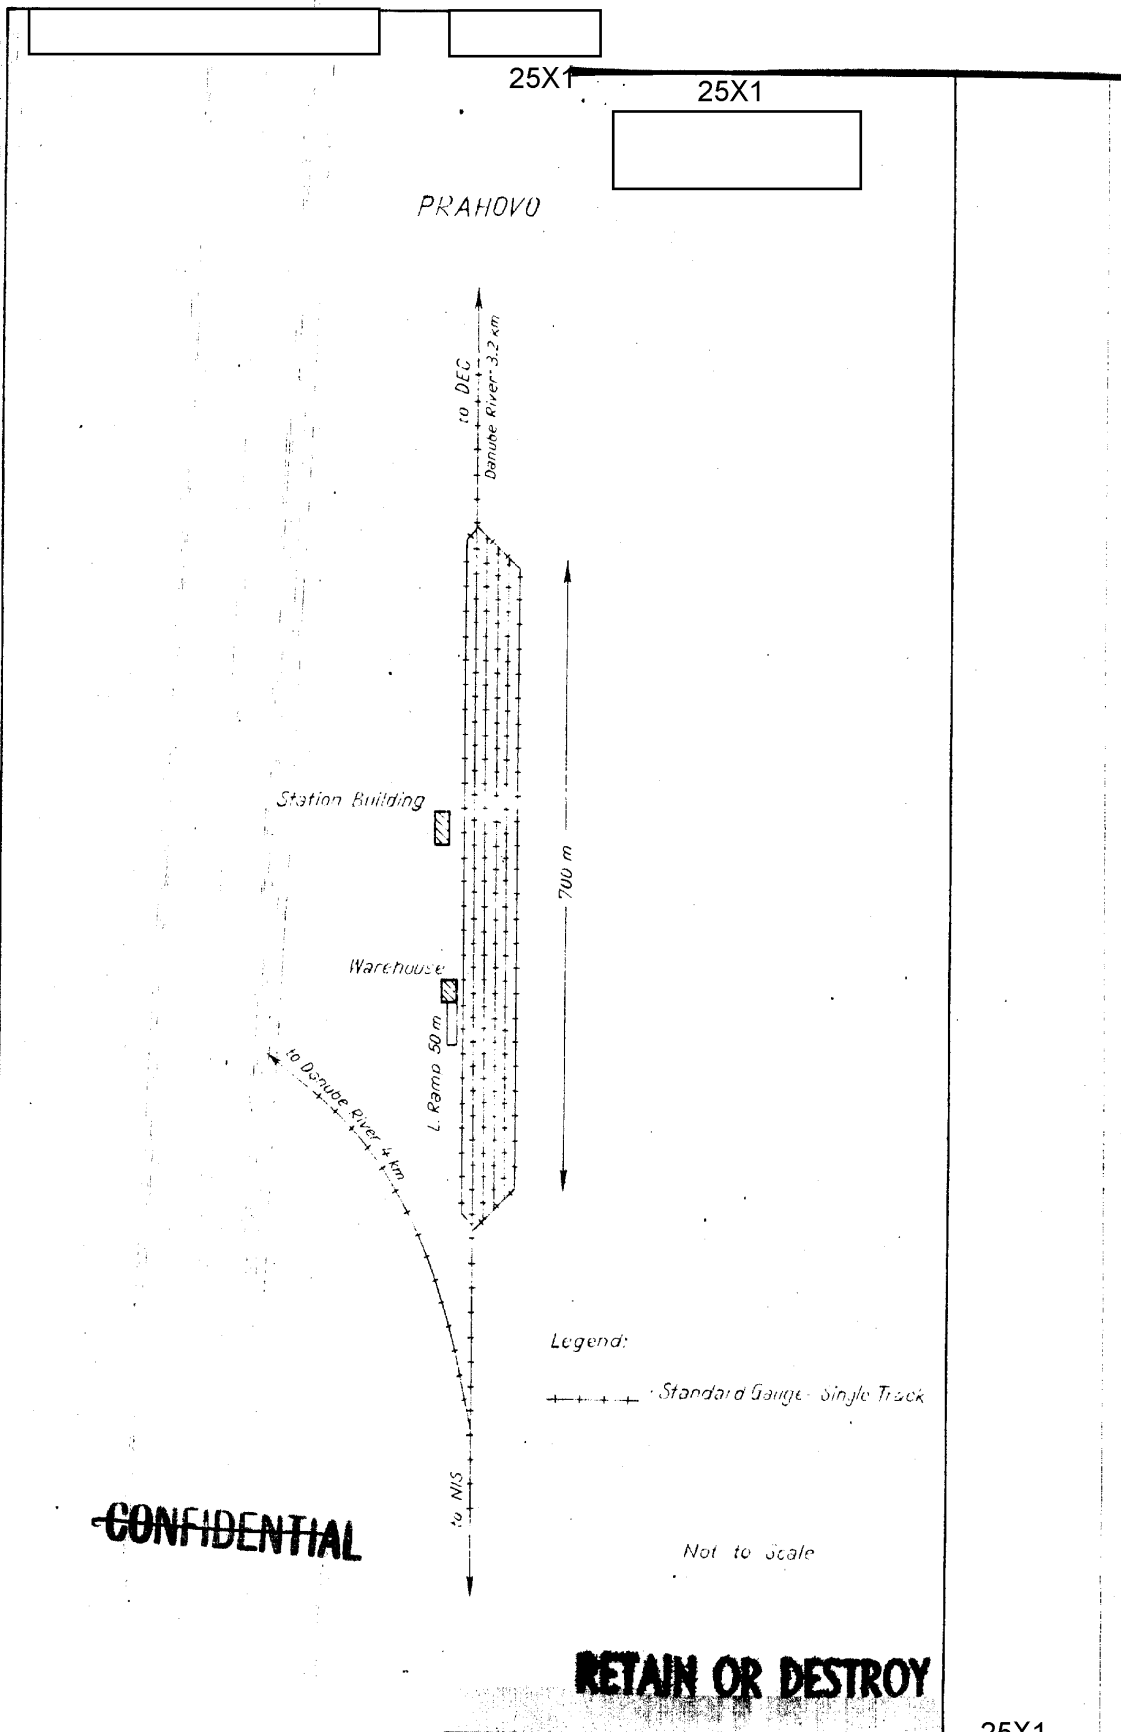 25X1
25X1
PRAHOVO
to DEC
Danube River 3.2 km
Station Building
700 m
Warehouse
L. Ramp 50 m
to Danube River 4 km
Legend:
Standard Gauge - Single Track
to NIS
CONFIDENTIAL
Not to Scale
RETAIN OR DESTROY
25X1